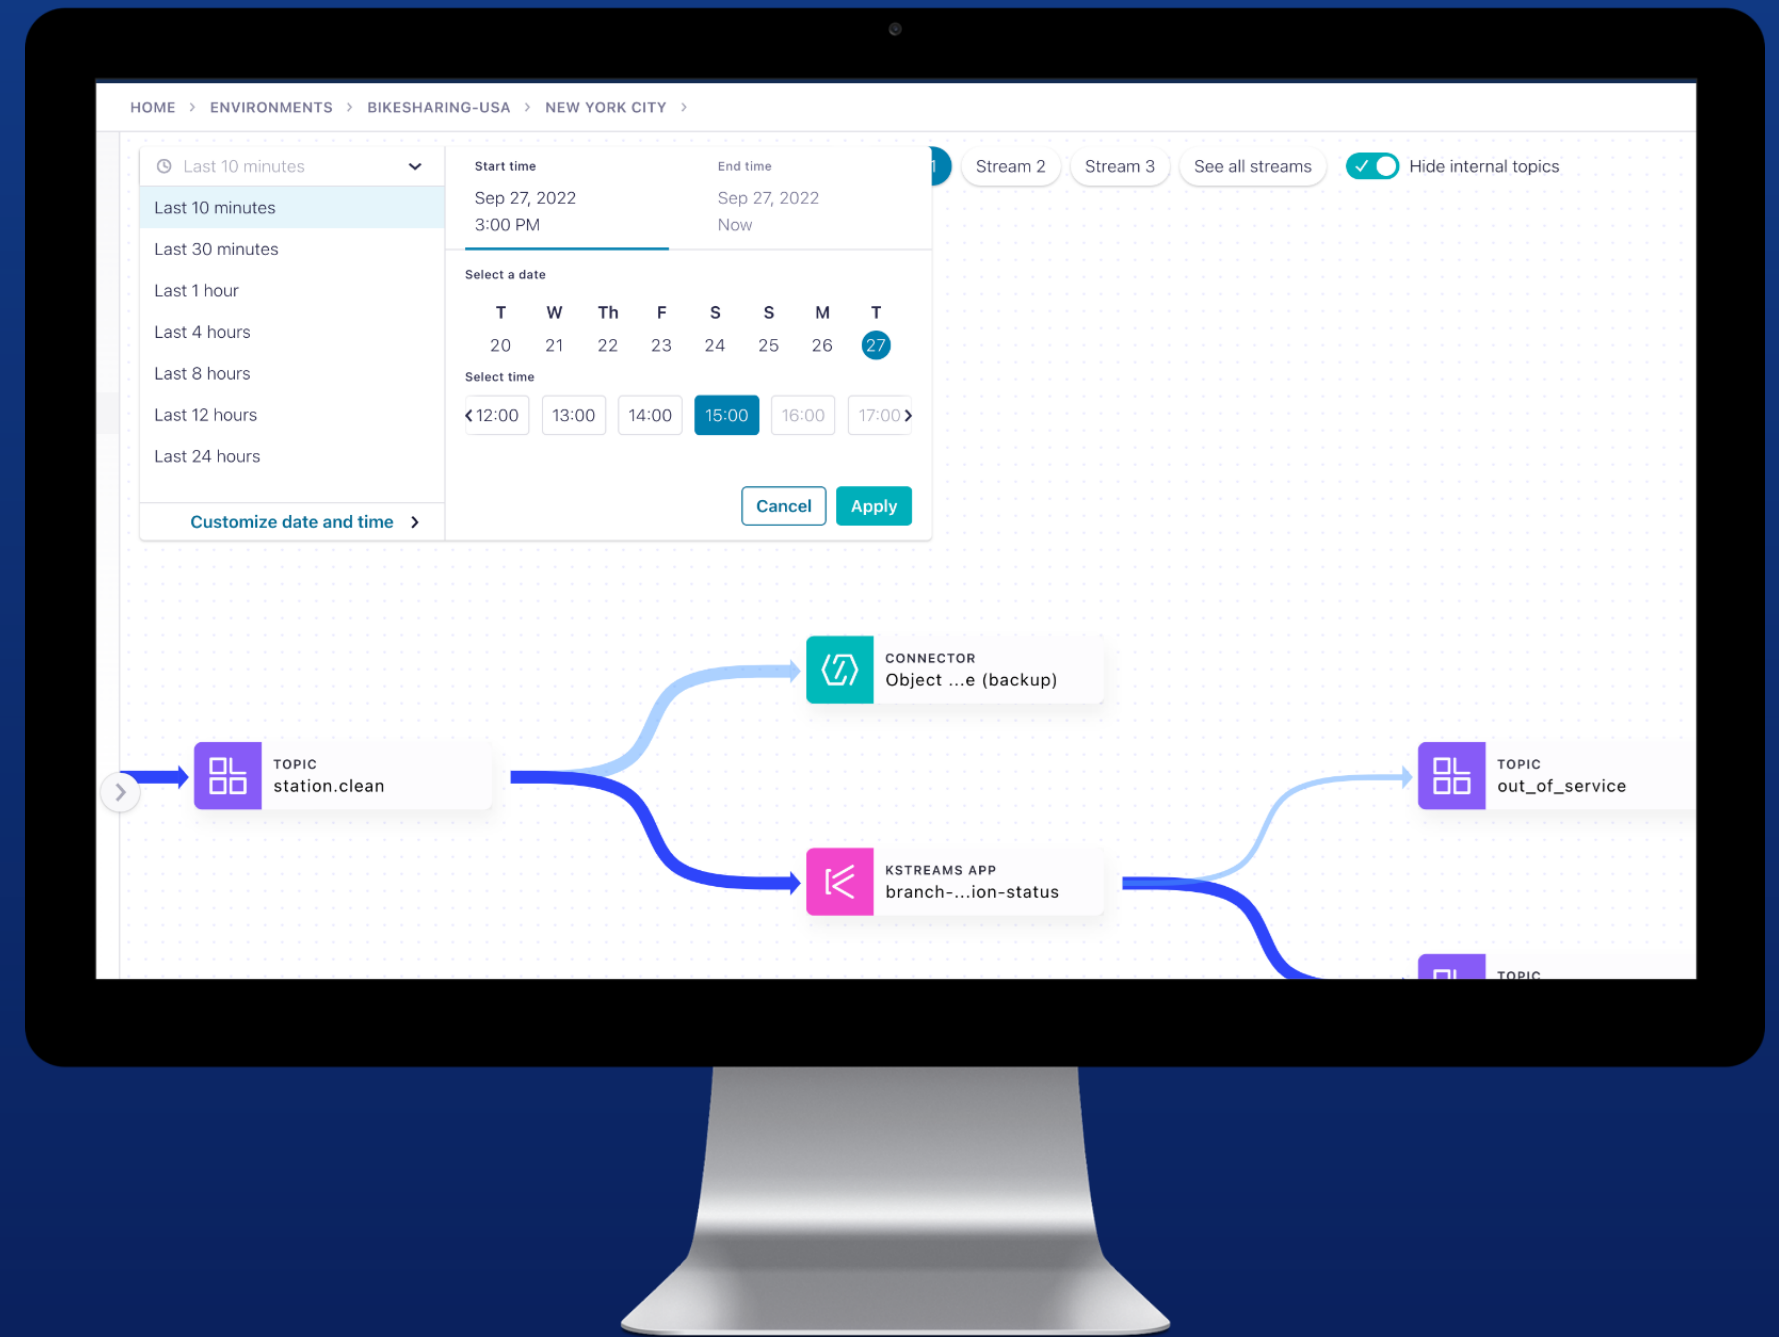 HOME > ENVIRONMENTS > BIKESHARING-USA > NEW YORK CITY >
Last 10 minutes
Last 10 minutes
Last 30 minutes
Last 1 hour
Last 4 hours
Last 8 hours
Last 12 hours
Last 24 hours
Customize date and time >
Start time
Sep 27, 2022
3:00 PM
End time
Sep 27, 2022
Now
Select a date
T W Th F S S M T
20 21 22 23 24 25 26 27
Select time
12:00 13:00 14:00 15:00 16:00 17:00
Cancel Apply
1 Stream 2 Stream 3 See all streams Hide internal topics
CONNECTOR
Object ...e (backup)
TOPIC
station.clean
TOPIC
out_of_service
KSTREAMS APP
branch-...ion-status
TOPIC